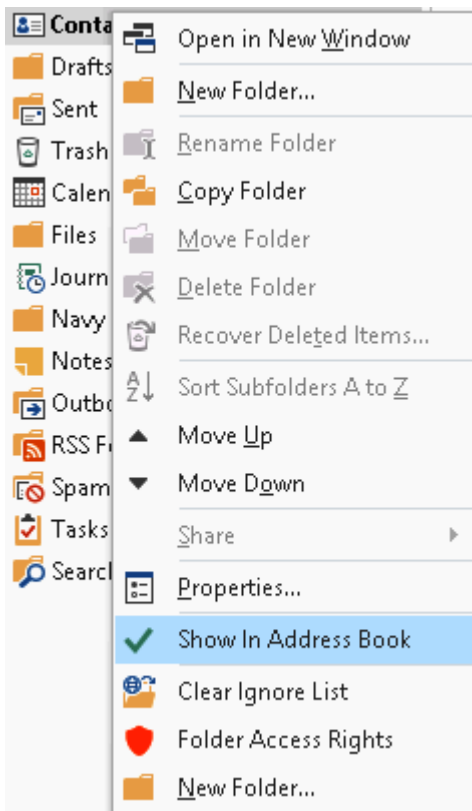 Conta
Drafts
Sent
Trash
Calen
Files
Journ
Navy
Notes
Outbo
RSS F
Spam
Tasks
Search
Open in New Window
New Folder...
Rename Folder
Copy Folder
Move Folder
Delete Folder
Recover Deleted Items...
Sort Subfolders A to Z
Move Up
Move Down
Share
Properties...
Show In Address Book
Clear Ignore List
Folder Access Rights
New Folder...